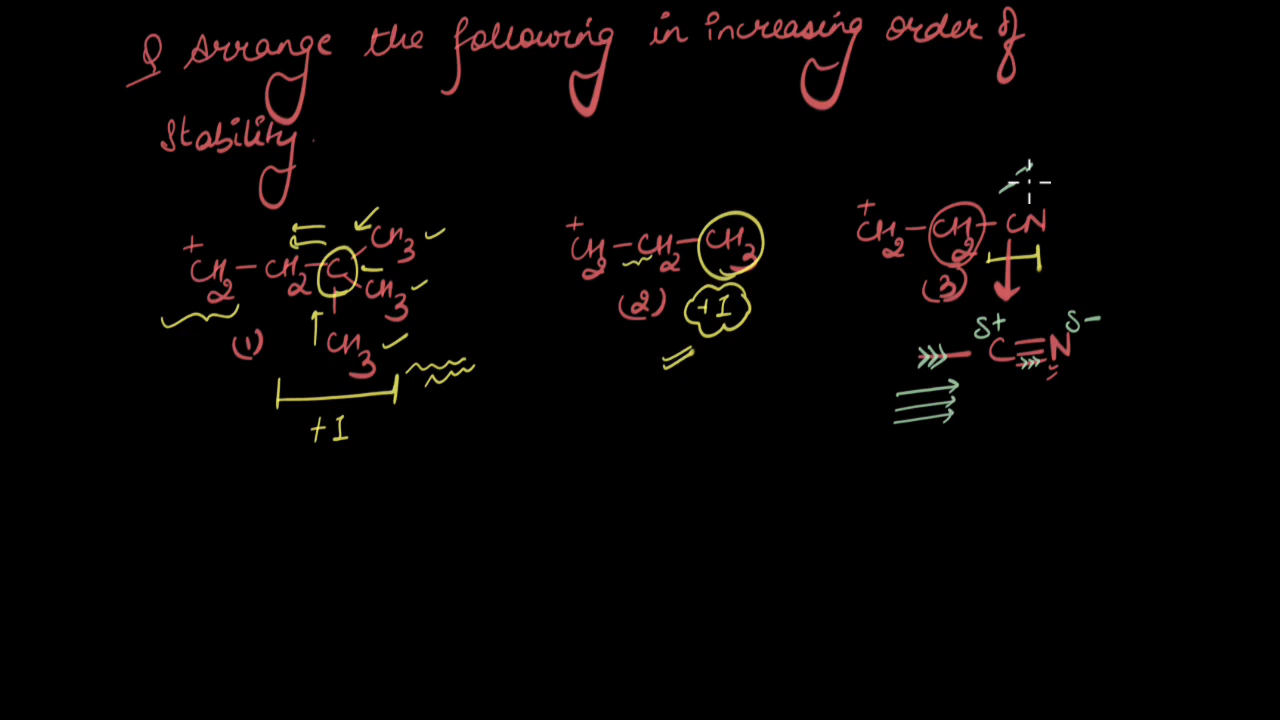 Q Arrange the following in increasing order of
Stability.
+CH2-CH2-C-CH3
CH3
CH3
(1)
+I
+CH2-CH2-CH3
(2)
+I
+CH2-CH2-CN
(3)
δ+ δ-
C≡N